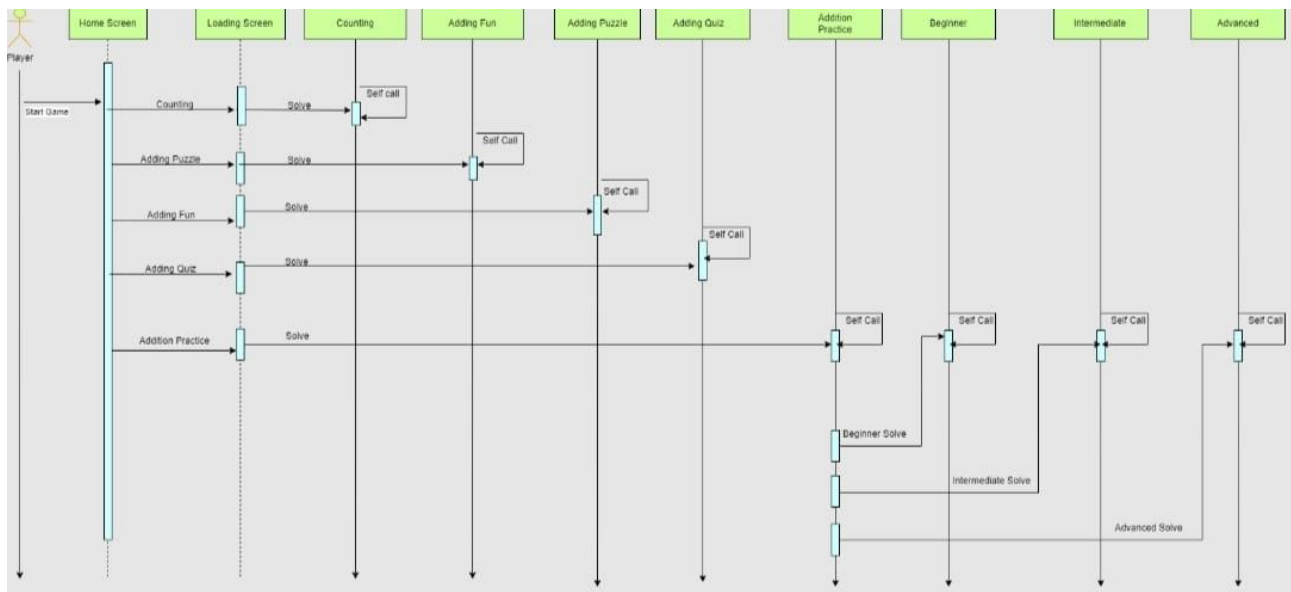 Home Screen
Loading Screen
Counting
Adding Fun
Adding Puzzle
Adding Quiz
Addition
Practice
Beginner
Intermediate
Advanced
Player
Start Game
Counting
Solve
Self call
Adding Puzzle
Solve
Self Call
Adding Fun
Solve
Self Call
Adding Quiz
Solve
Self Call
Addition Practice
Solve
Self Call
Self Call
Self Call
Self Call
Beginner Solve
Intermediate Solve
Advanced Solve